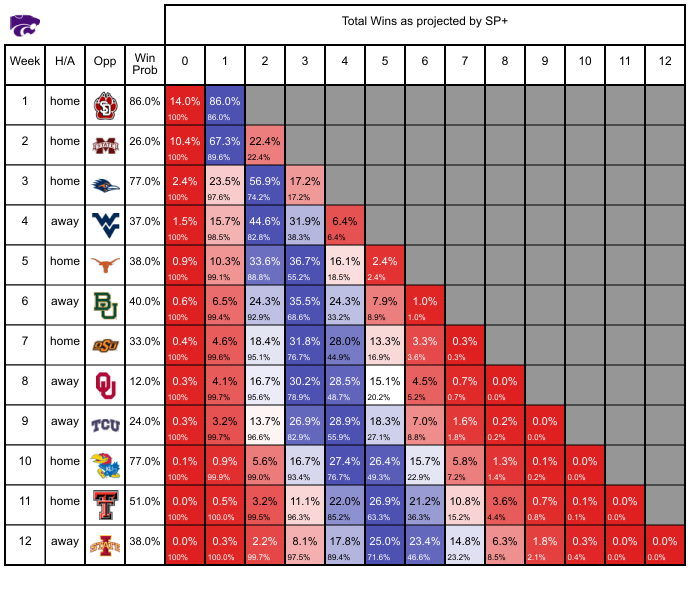 Total Wins as projected by SP+
Week H/A Opp Win Prob 0 1 2 3 4 5 6 7 8 9 10 11 12
1 home 86.0% 14.0% 86.0%
100% 86.0%
2 home 26.0% 10.4% 67.3% 22.4%
100% 89.6% 22.4%
3 home 77.0% 2.4% 23.5% 56.9% 17.2%
100% 97.6% 74.2% 17.2%
4 away 37.0% 1.5% 15.7% 44.6% 31.9% 6.4%
100% 98.5% 82.8% 38.3% 6.4%
5 home 38.0% 0.9% 10.3% 33.6% 36.7% 16.1% 2.4%
100% 99.1% 88.8% 55.2% 18.5% 2.4%
6 away BU 40.0% 0.6% 6.5% 24.3% 35.5% 24.3% 7.9% 1.0%
100% 99.4% 92.9% 68.6% 33.2% 8.9% 1.0%
7 home OSU 33.0% 0.4% 4.6% 18.4% 31.8% 28.0% 13.3% 3.3% 0.3%
100% 99.6% 95.1% 76.7% 44.9% 16.9% 3.6% 0.3%
8 away OU 12.0% 0.3% 4.1% 16.7% 30.2% 28.5% 15.1% 4.5% 0.7% 0.0%
100% 99.7% 95.6% 78.9% 48.7% 20.2% 5.2% 0.7% 0.0%
9 away TCU 24.0% 0.3% 3.2% 13.7% 26.9% 28.9% 18.3% 7.0% 1.6% 0.2% 0.0%
100% 99.7% 96.6% 82.9% 55.9% 27.1% 8.8% 1.8% 0.2% 0.0%
10 home 77.0% 0.1% 0.9% 5.6% 16.7% 27.4% 26.4% 15.7% 5.8% 1.3% 0.1% 0.0%
100% 99.9% 99.0% 93.4% 76.7% 49.3% 22.9% 7.2% 1.4% 0.2% 0.0%
11 home 51.0% 0.0% 0.5% 3.2% 11.1% 22.0% 26.9% 21.2% 10.8% 3.6% 0.7% 0.1% 0.0%
100% 100.0% 99.5% 96.3% 85.2% 63.3% 36.3% 15.2% 4.4% 0.8% 0.1% 0.0%
12 away 38.0% 0.0% 0.3% 2.2% 8.1% 17.8% 25.0% 23.4% 14.8% 6.3% 1.8% 0.3% 0.0% 0.0%
100% 100.0% 99.7% 97.5% 89.4% 71.6% 46.6% 23.2% 8.5% 2.1% 0.4% 0.0% 0.0%